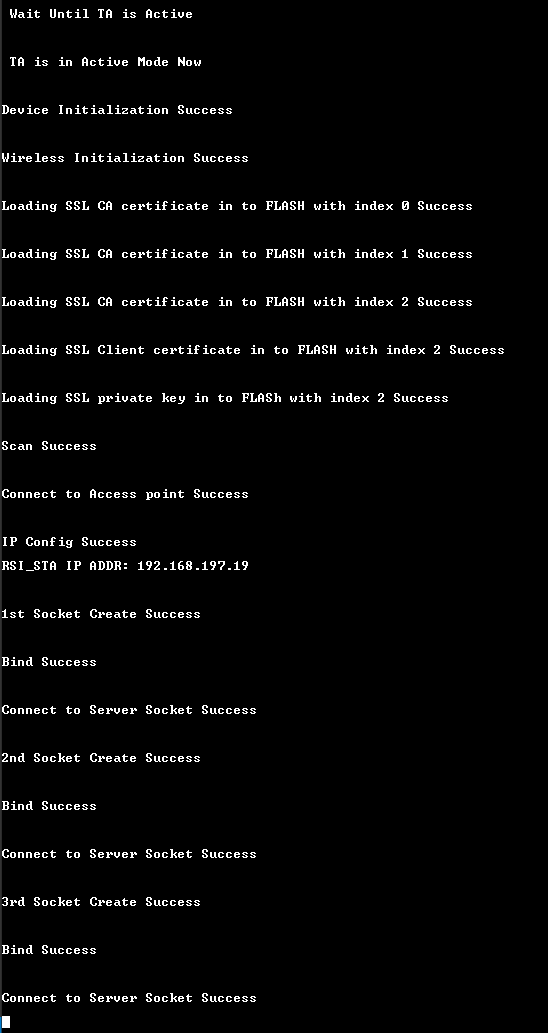 Wait Until TA is Active
TA is in Active Mode Now
Device Initialization Success
Wireless Initialization Success
Loading SSL CA certificate in to FLASH with index 0 Success
Loading SSL CA certificate in to FLASH with index 1 Success
Loading SSL CA certificate in to FLASH with index 2 Success
Loading SSL Client certificate in to FLASH with index 2 Success
Loading SSL private key in to FLASh with index 2 Success
Scan Success
Connect to Access point Success
IP Config Success
RSI_STA IP ADDR: 192.168.197.19
1st Socket Create Success
Bind Success
Connect to Server Socket Success
2nd Socket Create Success
Bind Success
Connect to Server Socket Success
3rd Socket Create Success
Bind Success
Connect to Server Socket Success